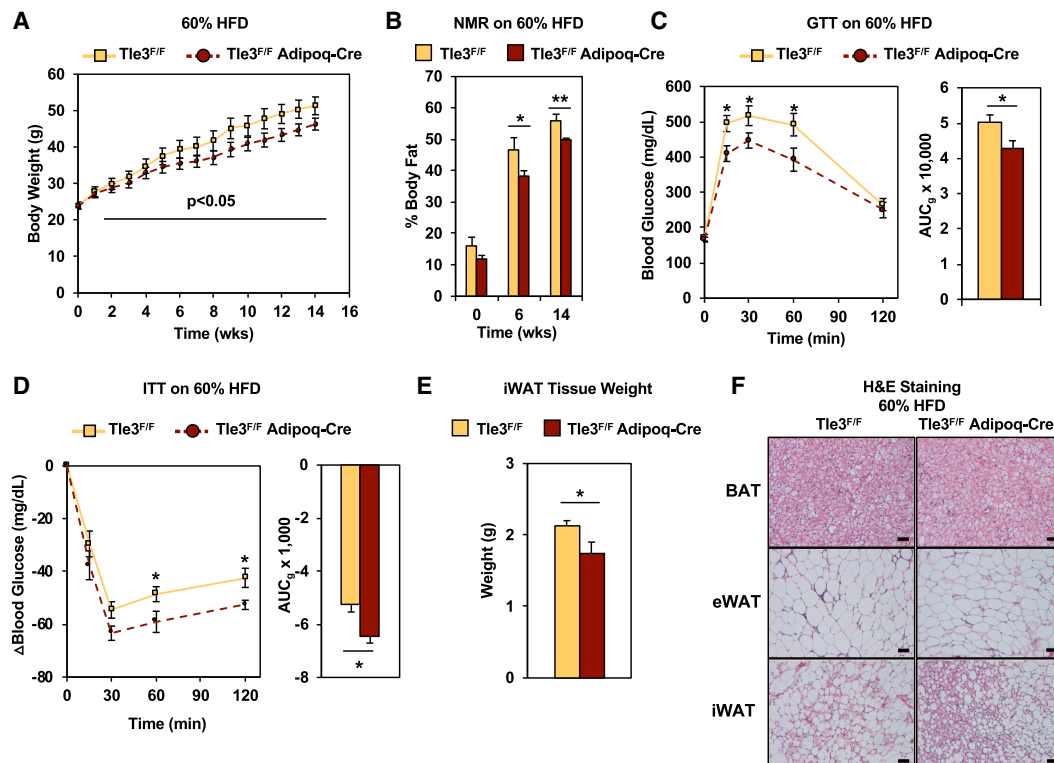 A
60% HFD
Tle3F/F Tle3F/F Adipoq-Cre
Body Weight (g)
60
50
40
30
20
10
0
p<0.05
0 2 4 6 8 10 12 14 16
Time (wks)
B
NMR on 60% HFD
Tle3F/F Tle3F/F Adipoq-Cre
% Body Fat
70
60
50
40
30
20
10
0
*
**
0 6 14
Time (wks)
C
GTT on 60% HFD
Tle3F/F Tle3F/F Adipoq-Cre
Blood Glucose (mg/dL)
600
500
400
300
200
100
0
* * *
0 30 60 90 120
Time (min)
AUCg x 10,000
6
5
4
3
2
1
0
*
D
ITT on 60% HFD
Tle3F/F Tle3F/F Adipoq-Cre
ΔBlood Glucose (mg/dL)
0
-20
-40
-60
-80
* *
0 30 60 90 120
Time (min)
AUCg x 1,000
0
-2
-4
-6
-8
*
E
iWAT Tissue Weight
Tle3F/F Tle3F/F Adipoq-Cre
Weight (g)
3
2
1
0
*
F
H&E Staining
60% HFD
Tle3F/F Tle3F/F Adipoq-Cre
BAT
eWAT
iWAT